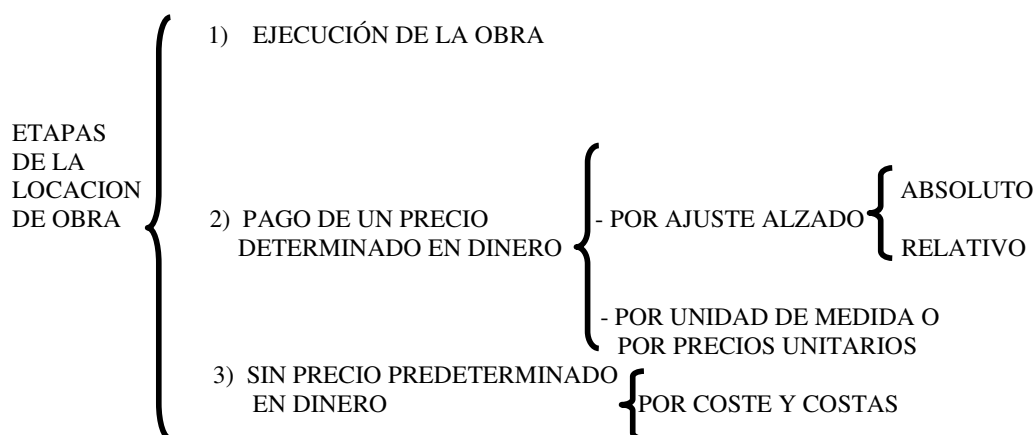 1) EJECUCIÓN DE LA OBRA
ETAPAS
DE LA
LOCACION
DE OBRA
2) PAGO DE UN PRECIO
DETERMINADO EN DINERO
- POR AJUSTE ALZADO
ABSOLUTO
RELATIVO
- POR UNIDAD DE MEDIDA O
POR PRECIOS UNITARIOS
3) SIN PRECIO PREDETERMINADO
EN DINERO
POR COSTE Y COSTAS